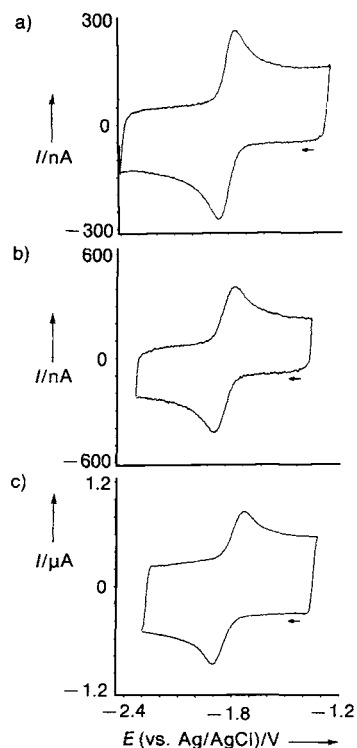 a)
300
0
I/nA
−300
b)
600
0
I/nA
−600
c)
1.2
I/μA
0
−1.2
−2.4 −1.8 −1.2
E (vs. Ag/AgCl)/V